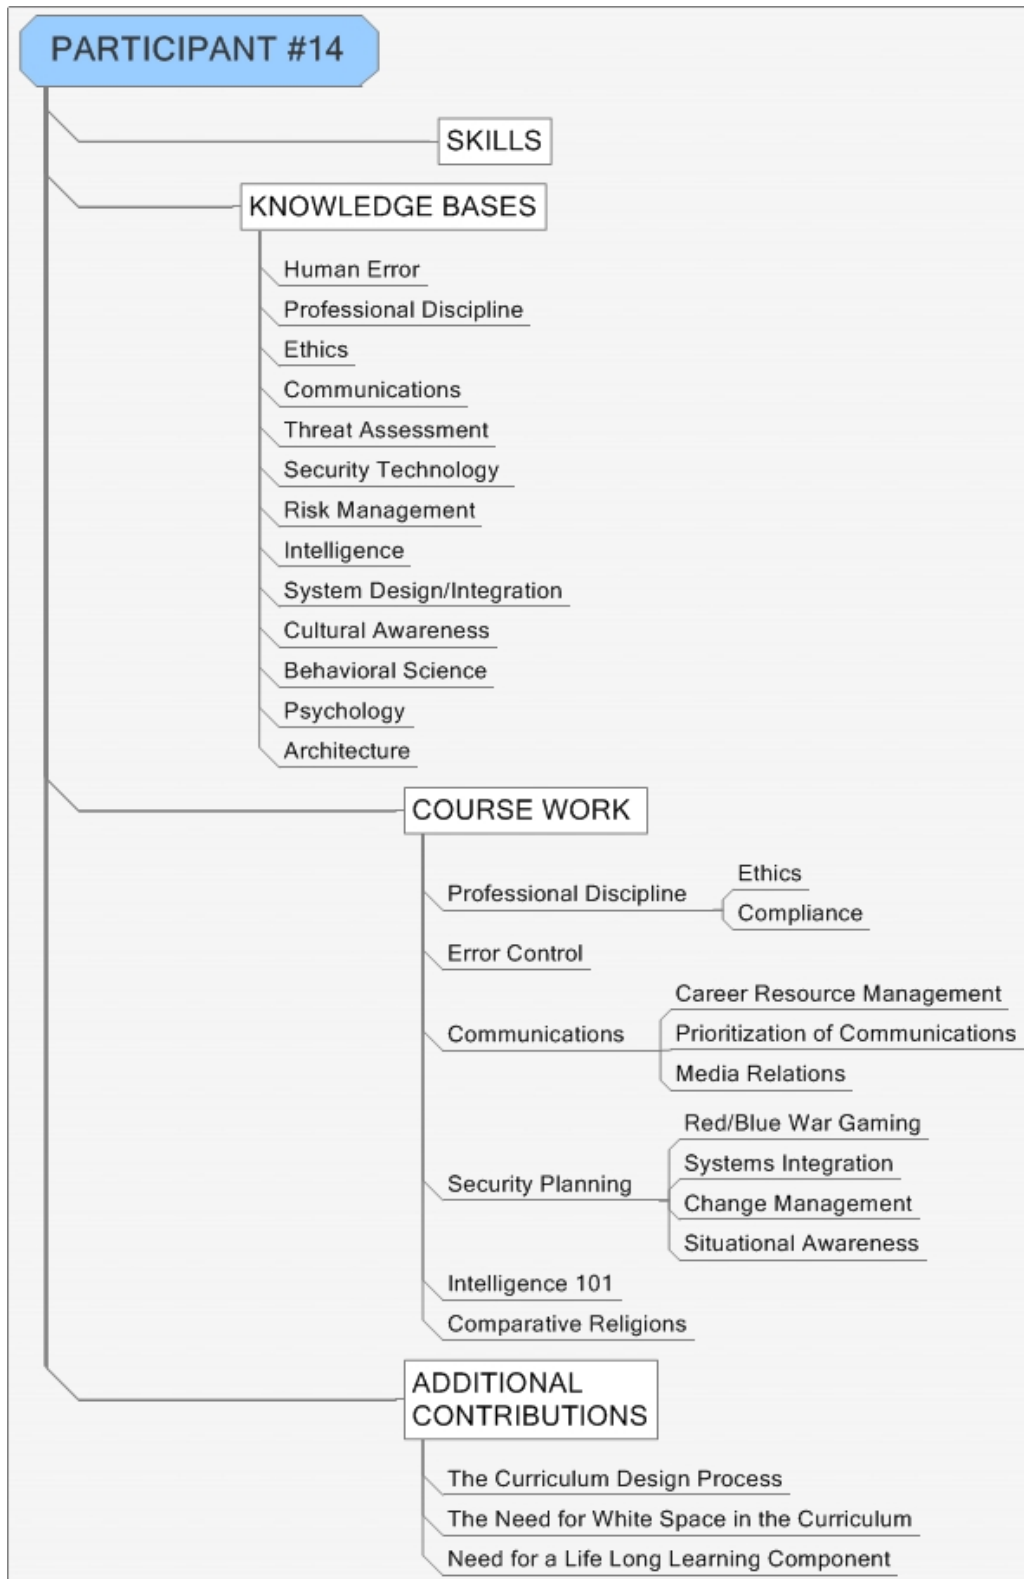 PARTICIPANT #14
SKILLS
KNOWLEDGE BASES
Human Error
Professional Discipline
Ethics
Communications
Threat Assessment
Security Technology
Risk Management
Intelligence
System Design/Integration
Cultural Awareness
Behavioral Science
Psychology
Architecture
COURSE WORK
Professional Discipline
Ethics
Compliance
Error Control
Communications
Career Resource Management
Prioritization of Communications
Media Relations
Security Planning
Red/Blue War Gaming
Systems Integration
Change Management
Situational Awareness
Intelligence 101
Comparative Religions
ADDITIONAL
CONTRIBUTIONS
The Curriculum Design Process
The Need for White Space in the Curriculum
Need for a Life Long Learning Component